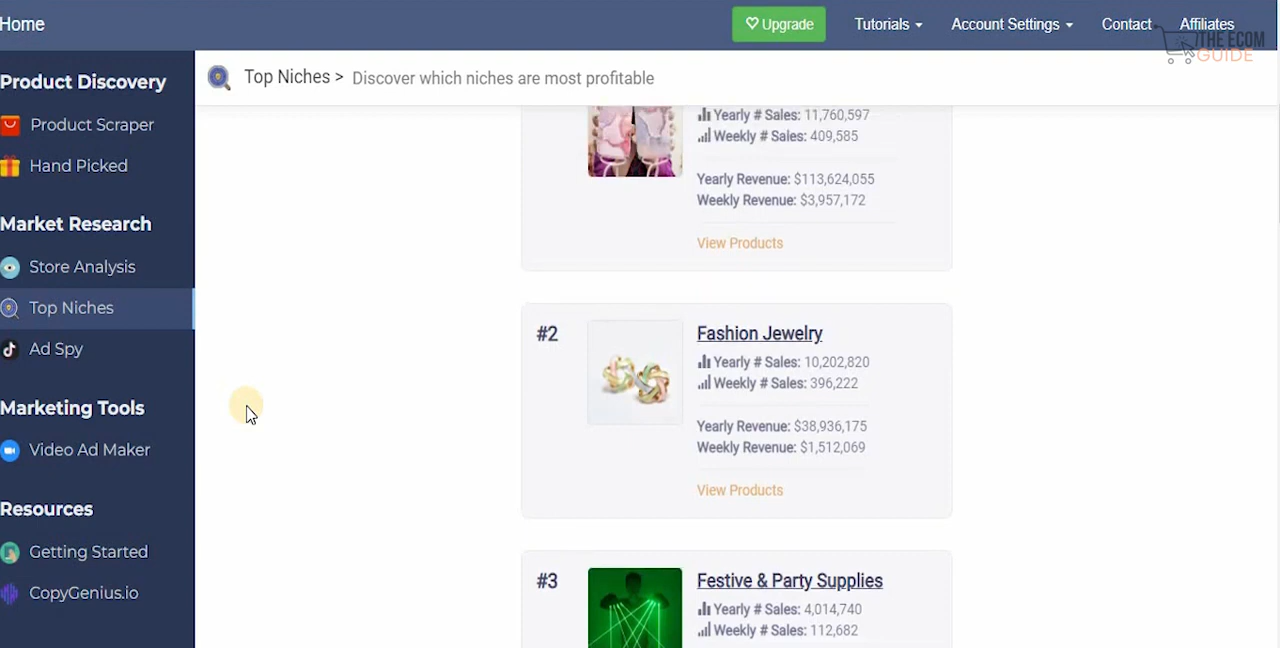 Home
Upgrade
Tutorials
Account Settings
Contact
Affiliates
THE ECOM
GUIDE
Product Discovery
Product Scraper
Hand Picked
Market Research
Store Analysis
Top Niches
Ad Spy
Marketing Tools
Video Ad Maker
Resources
Getting Started
CopyGenius.io
Top Niches > Discover which niches are most profitable
Yearly # Sales: 11,760,597
Weekly # Sales: 409,585
Yearly Revenue: $113,624,055
Weekly Revenue: $3,957,172
View Products
#2
Fashion Jewelry
Yearly # Sales: 10,202,820
Weekly # Sales: 396,222
Yearly Revenue: $38,936,175
Weekly Revenue: $1,512,069
View Products
#3
Festive & Party Supplies
Yearly # Sales: 4,014,740
Weekly # Sales: 112,682